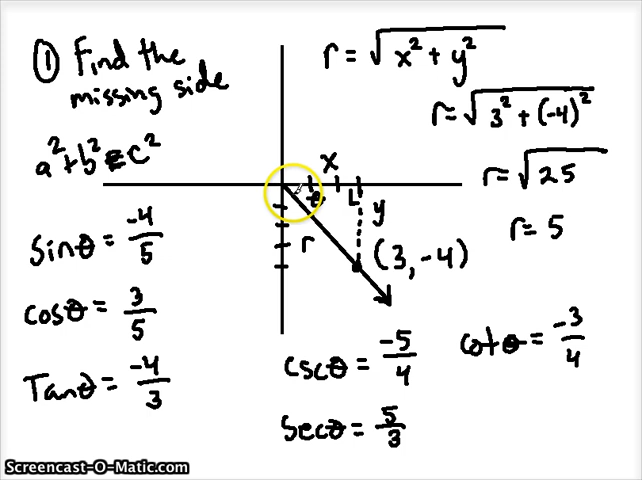 ① Find the
missing side
a² + b² = c²
r = √x² + y²
r = √3² + (-4)²
r = √25
r = 5
x
θ
y
r
(3, -4)
sinθ = -4/5
cosθ = 3/5
Tanθ = -4/3
cscθ = -5/4
secθ = 5/3
cotθ = -3/4
Screencast-O-Matic.com